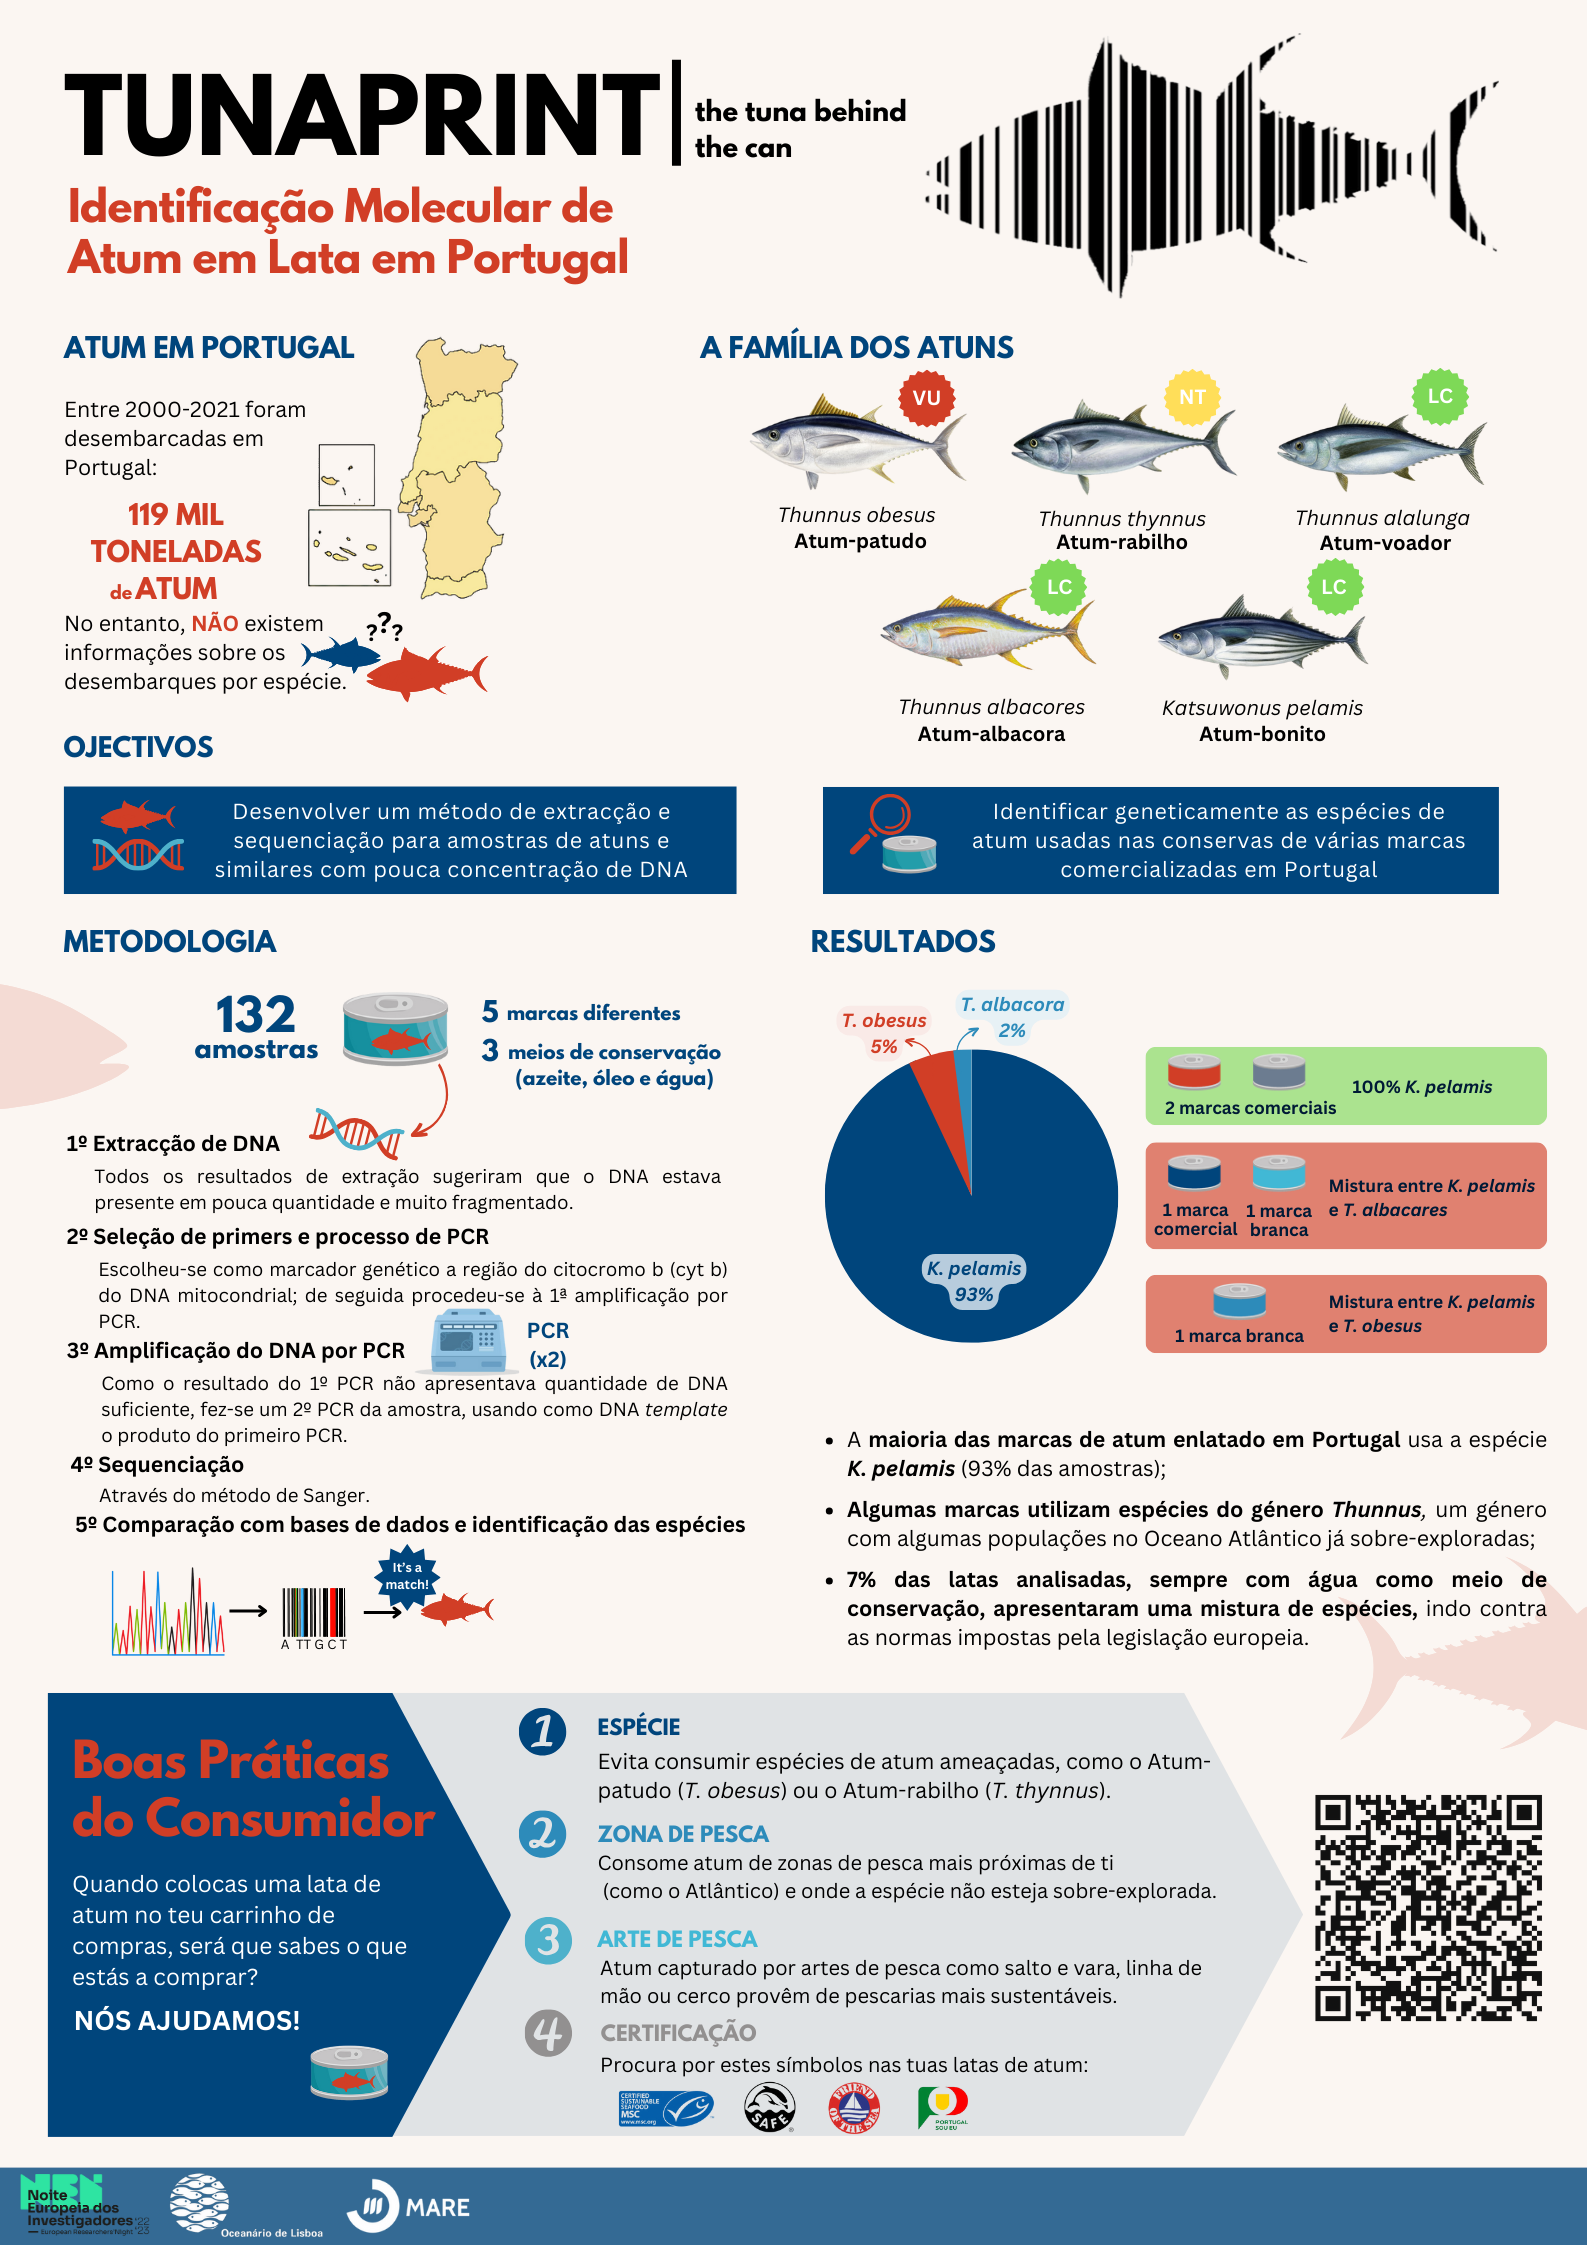 TUNAPRINT
the tuna behind
the can
Identificação Molecular de
Atum em Lata em Portugal
ATUM EM PORTUGAL
Entre 2000-2021 foram
desembarcadas em
Portugal:
119 MIL
TONELADAS
de ATUM
No entanto, NÃO existem
informações sobre os
desembarques por espécie.
???
A FAMÍLIA DOS ATUNS
VU
Thunnus obesus
Atum-patudo
NT
Thunnus thynnus
Atum-rabilho
LC
Thunnus alalunga
Atum-voador
LC
Thunnus albacores
Atum-albacora
LC
Katsuwonus pelamis
Atum-bonito
OJECTIVOS
Desenvolver um método de extracção e
sequenciação para amostras de atuns e
similares com pouca concentração de DNA
Identificar geneticamente as espécies de
atum usadas nas conservas de várias marcas
comercializadas em Portugal
METODOLOGIA
132
amostras
5 marcas diferentes
3 meios de conservação
(azeite, óleo e água)
1º Extracção de DNA
Todos os resultados de extração sugeriram que o DNA estava
presente em pouca quantidade e muito fragmentado.
2º Seleção de primers e processo de PCR
Escolheu-se como marcador genético a região do citocromo b (cyt b)
do DNA mitocondrial; de seguida procedeu-se à 1ª amplificação por
PCR.
3º Amplificação do DNA por PCR
PCR
(x2)
Como o resultado do 1º PCR não apresentava quantidade de DNA
suficiente, fez-se um 2º PCR da amostra, usando como DNA template
o produto do primeiro PCR.
4º Sequenciação
Através do método de Sanger.
5º Comparação com bases de dados e identificação das espécies
A TTGCT
It's a
match!
RESULTADOS
T. obesus
5%
T. albacora
2%
K. pelamis
93%
2 marcas comerciais
100% K. pelamis
1 marca
comercial
1 marca
branca
Mistura entre K. pelamis
e T. albacares
1 marca branca
Mistura entre K. pelamis
e T. obesus
• A maioria das marcas de atum enlatado em Portugal usa a espécie
K. pelamis (93% das amostras);
• Algumas marcas utilizam espécies do género Thunnus, um género
com algumas populações no Oceano Atlântico já sobre-exploradas;
• 7% das latas analisadas, sempre com água como meio de
conservação, apresentaram uma mistura de espécies, indo contra
as normas impostas pela legislação europeia.
Boas Práticas
do Consumidor
Quando colocas uma lata de
atum no teu carrinho de
compras, será que sabes o que
estás a comprar?
NÓS AJUDAMOS!
1
ESPÉCIE
Evita consumir espécies de atum ameaçadas, como o Atum-
patudo (T. obesus) ou o Atum-rabilho (T. thynnus).
2
ZONA DE PESCA
Consome atum de zonas de pesca mais próximas de ti
(como o Atlântico) e onde a espécie não esteja sobre-explorada.
3
ARTE DE PESCA
Atum capturado por artes de pesca como salto e vara, linha de
mão ou cerco provêm de pescarias mais sustentáveis.
4
CERTIFICAÇÃO
Procura por estes símbolos nas tuas latas de atum:
CERTIFIED
SUSTAINABLE
SEAFOOD
MSC
www.msc.org
SAFE
FRIEND
OF THE SEA
PORTUGAL
SOU EU
NEN
Noite
Europeia dos
Investigadores '22
European Researchers' Night '23
Oceanário de Lisboa
MARE